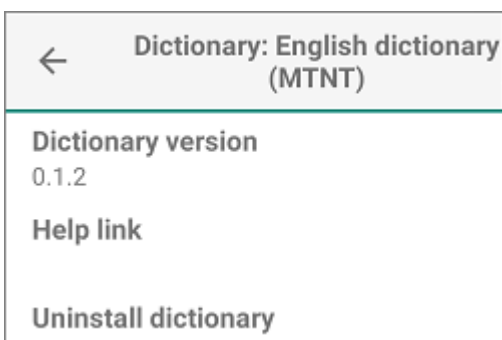 Dictionary: English dictionary
(MTNT)
Dictionary version
0.1.2
Help link
Uninstall dictionary